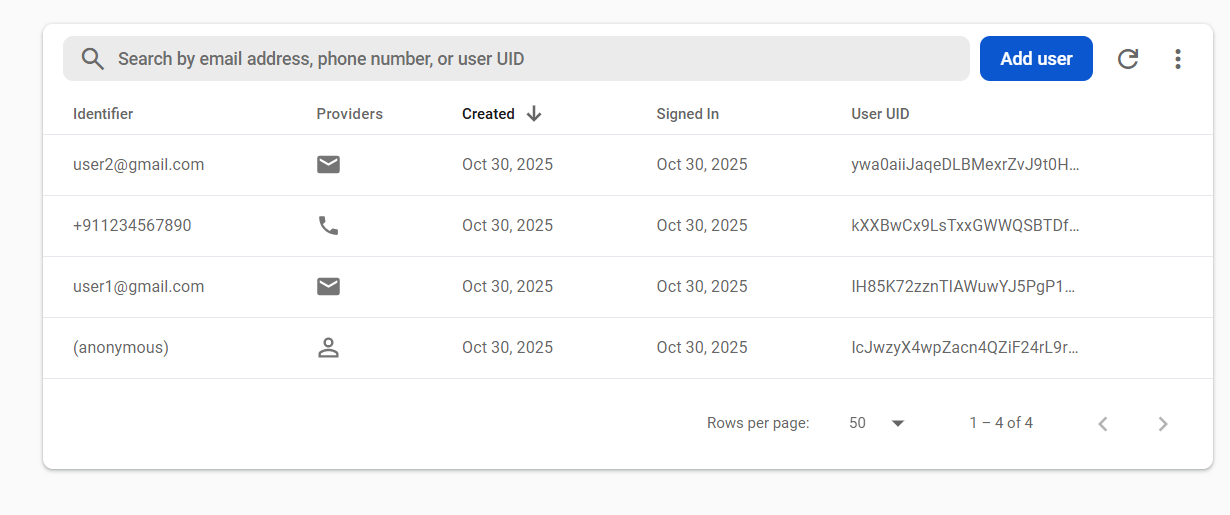 Search by email address, phone number, or user UID
Add user
Identifier Providers Created Signed In User UID
user2@gmail.com Oct 30, 2025 Oct 30, 2025 ywa0aiiJaqeDLBMexrZvJ9t0H...
+911234567890 Oct 30, 2025 Oct 30, 2025 kXXBwCx9LsTxxGWWQSBTDf...
user1@gmail.com Oct 30, 2025 Oct 30, 2025 IH85K72zznTIAWuwYJ5PgP1...
(anonymous) Oct 30, 2025 Oct 30, 2025 IcJwzyX4wpZacn4QZiF24rL9r...
Rows per page: 50 1 – 4 of 4